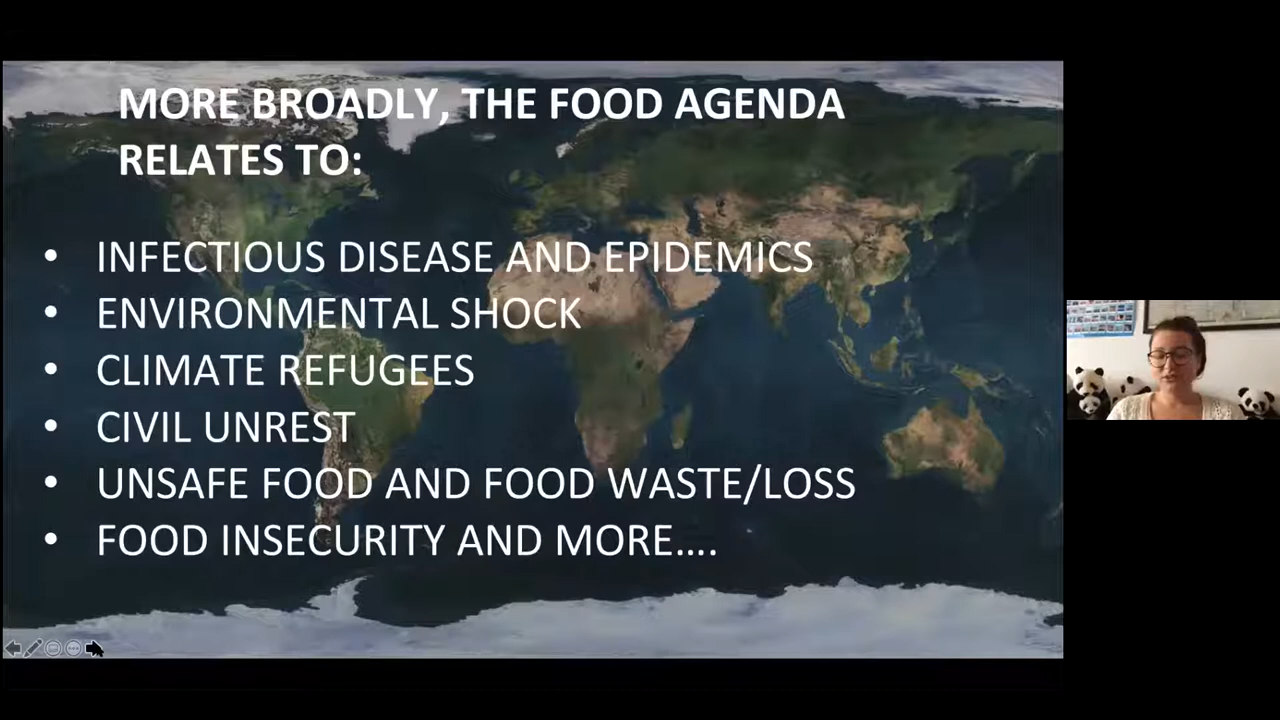 MORE BROADLY, THE FOOD AGENDA
RELATES TO:
• INFECTIOUS DISEASE AND EPIDEMICS
• ENVIRONMENTAL SHOCK
• CLIMATE REFUGEES
• CIVIL UNREST
• UNSAFE FOOD AND FOOD WASTE/LOSS
• FOOD INSECURITY AND MORE....